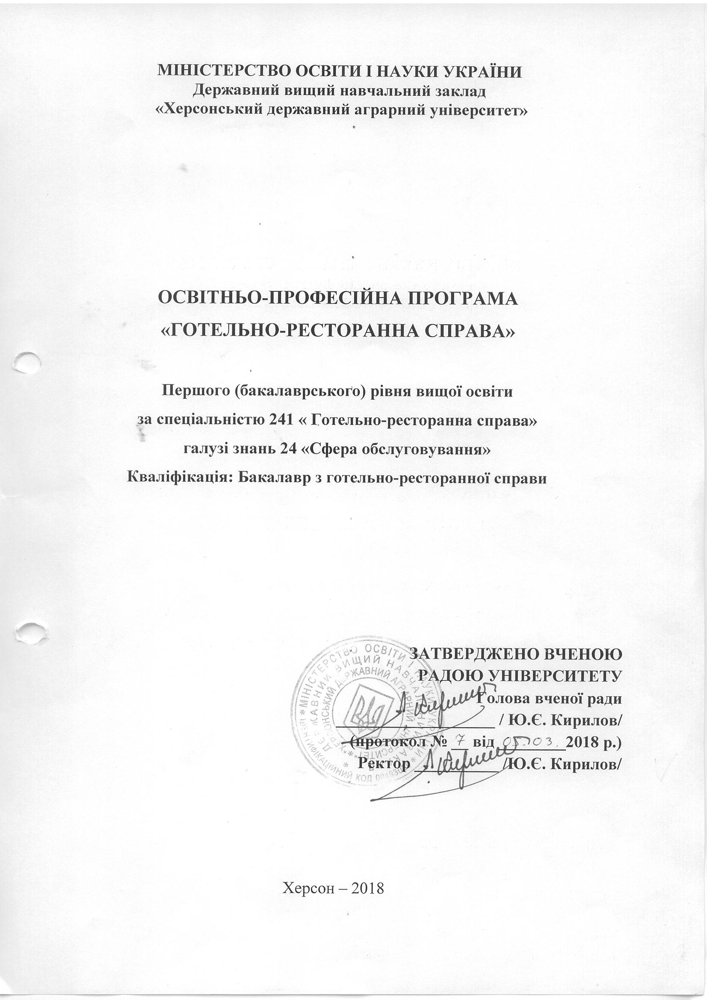 МІНІСТЕРСТВО ОСВІТИ І НАУКИ УКРАЇНИ
Державний вищий навчальний заклад
«Херсонський державний аграрний університет»
ОСВІТНЬО-ПРОФЕСІЙНА ПРОГРАМА
«ГОТЕЛЬНО-РЕСТОРАННА СПРАВА»
Першого (бакалаврського) рівня вищої освіти
за спеціальністю 241 « Готельно-ресторанна справа»
галузі знань 24 «Сфера обслуговування»
Кваліфікація: Бакалавр з готельно-ресторанної справи
ЗАТВЕРДЖЕНО ВЧЕНОЮ
РАДОЮ УНІВЕРСИТЕТУ
Голова вченої ради
/ Ю.Є. Кирилов/
(протокол № 7 від 05.03.2018 р.)
Ректор /Ю.Є. Кирилов/
МІНІСТЕРСТВО ОСВІТИ І НАУКИ УКРАЇНИ
ДЕРЖАВНИЙ ВИЩИЙ НАВЧАЛЬНИЙ ЗАКЛАД
ХЕРСОНСЬКИЙ ДЕРЖАВНИЙ АГРАРНИЙ УНІВЕРСИТЕТ
ІДЕНТИФІКАЦІЙНИЙ КОД
Херсон – 2018